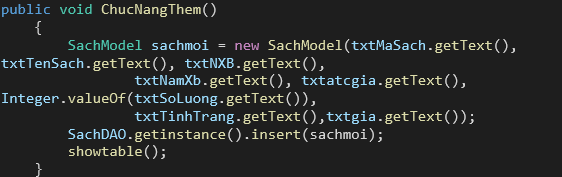 public void ChucNangThem()
{
SachModel sachmoi = new SachModel(txtMaSach.getText(),
txtTenSach.getText(), txtNXB.getText(),
txtNamXb.getText(), txtatcgia.getText(),
Integer.valueOf(txtSoLuong.getText()),
txtTinhTrang.getText(),txtgia.getText());
SachDAO.getinstance().insert(sachmoi);
showtable();
}